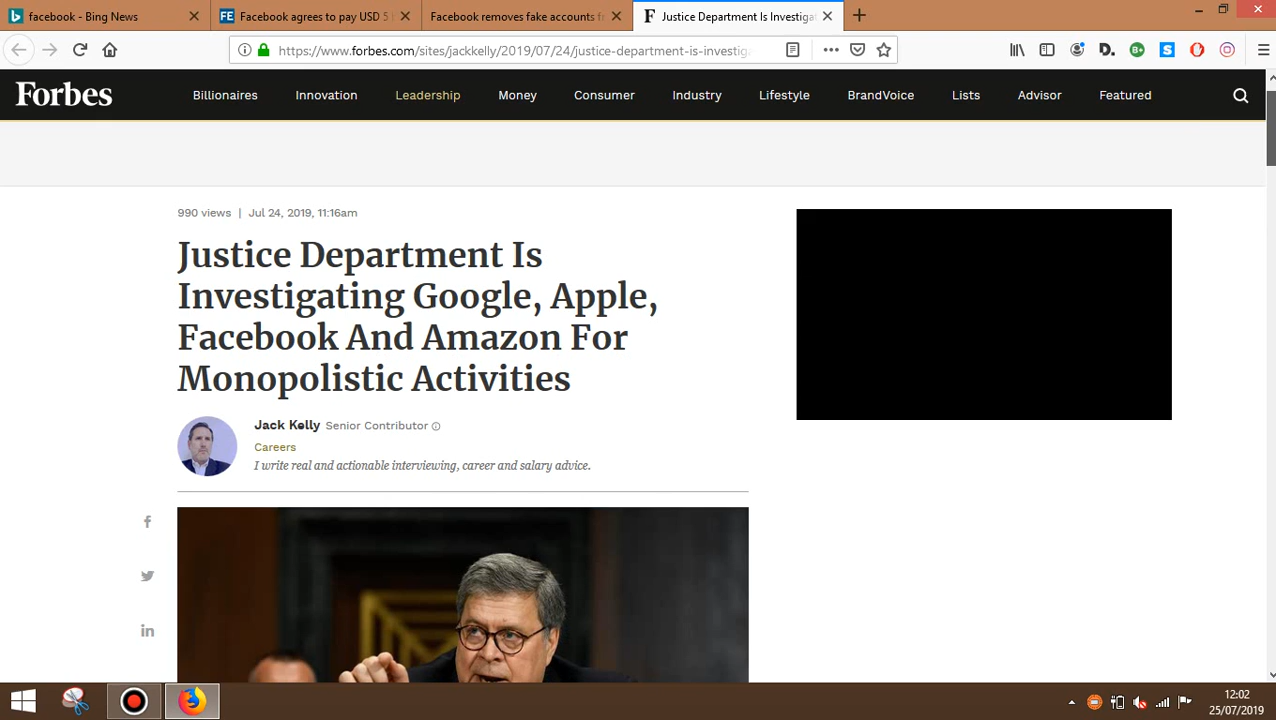 facebook - Bing News
Facebook agrees to pay USD 5
Facebook removes fake accounts
Justice Department Is Investiga
https://www.forbes.com/sites/jackkelly/2019/07/24/justice-department-is-investig
Forbes
Billionaires Innovation Leadership Money Consumer Industry Lifestyle BrandVoice Lists Advisor Featured
990 views | Jul 24, 2019, 11:16am
Justice Department Is
Investigating Google, Apple,
Facebook And Amazon For
Monopolistic Activities
Jack Kelly Senior Contributor
Careers
I write real and actionable interviewing, career and salary advice.
12:02
25/07/2019